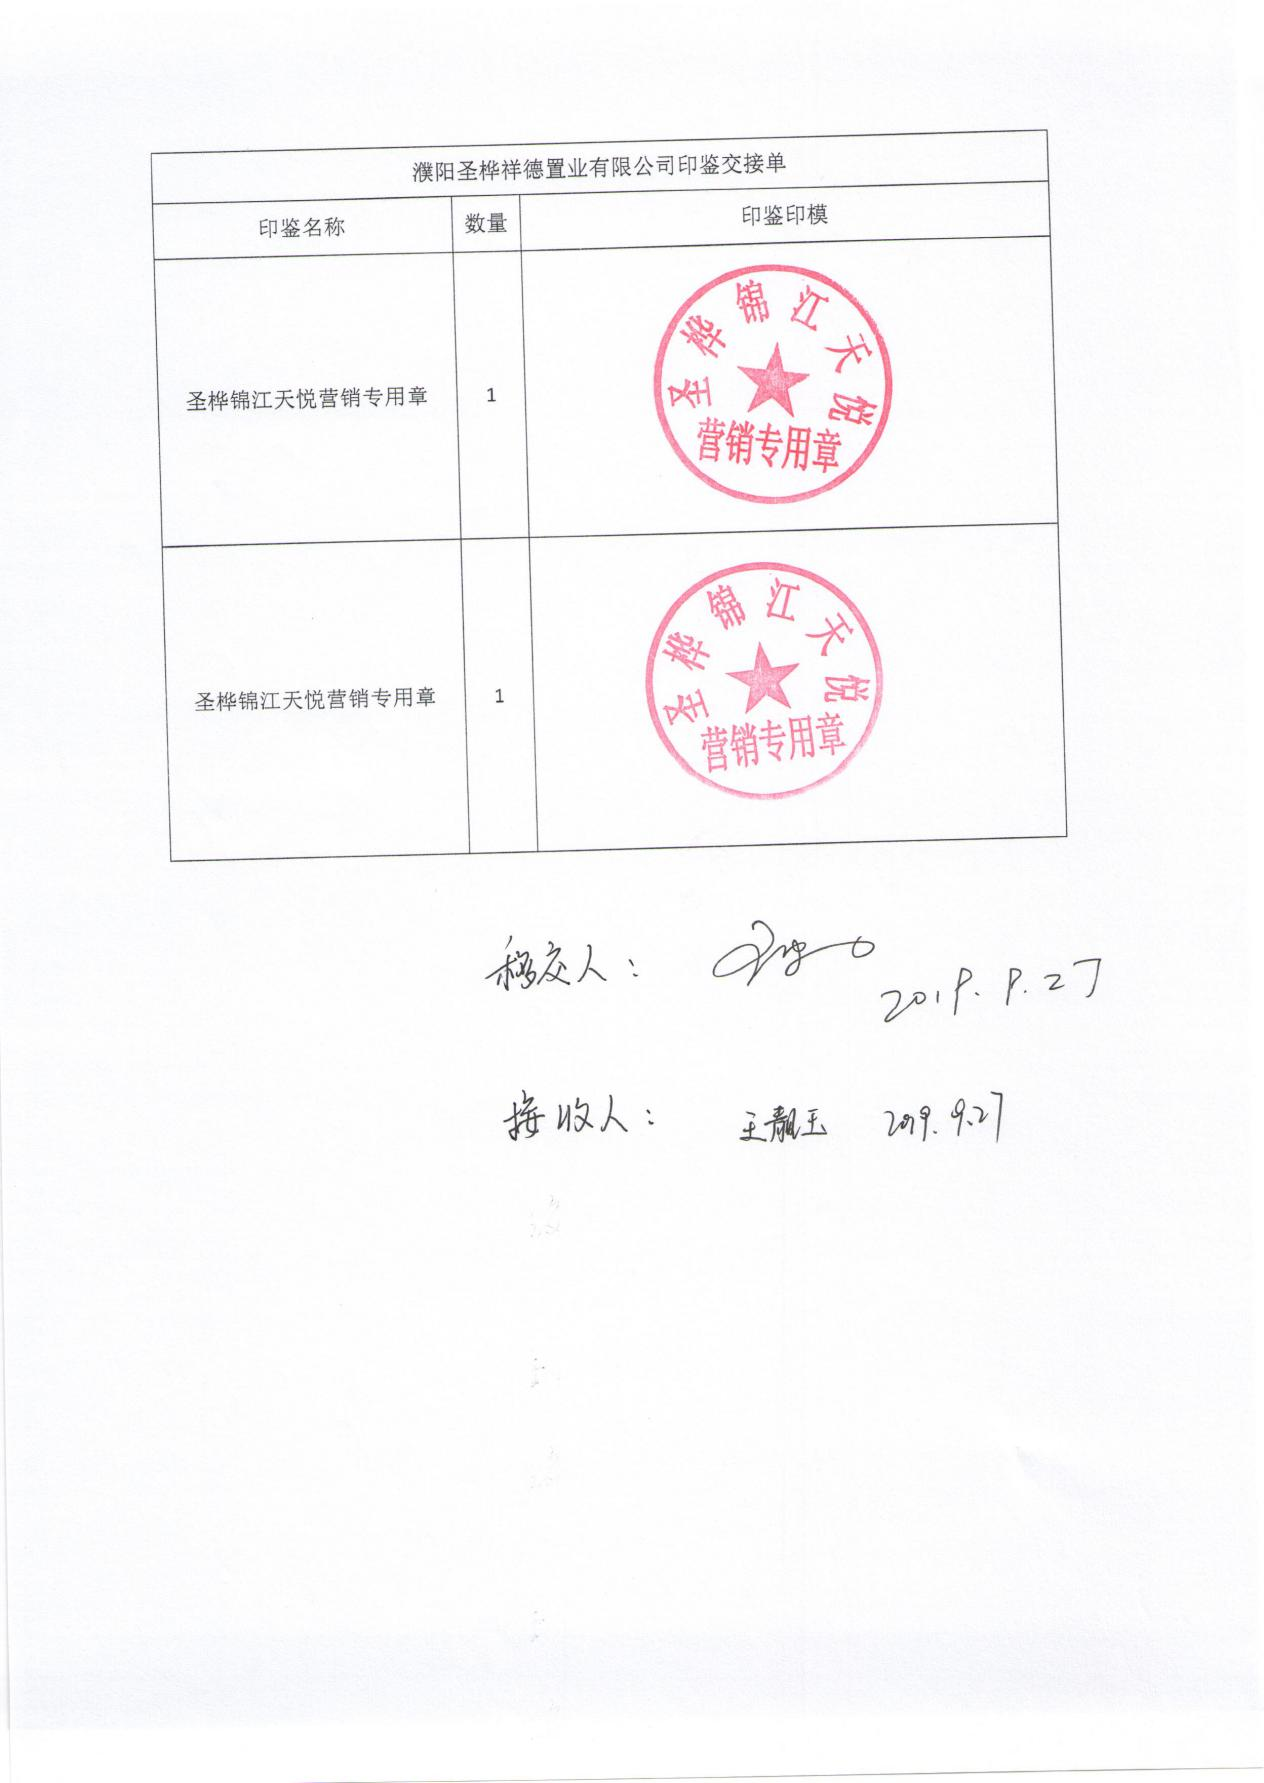 濮阳圣桦祥德置业有限公司印鉴交接单
印鉴名称 数量 印鉴印模
圣桦锦江天悦营销专用章 1
圣桦锦江天悦
营销专用章
圣桦锦江天悦营销专用章 1
圣桦锦江天悦
营销专用章
移交人：
2019.9.27
接收人： 王靓玉 2019.9.27